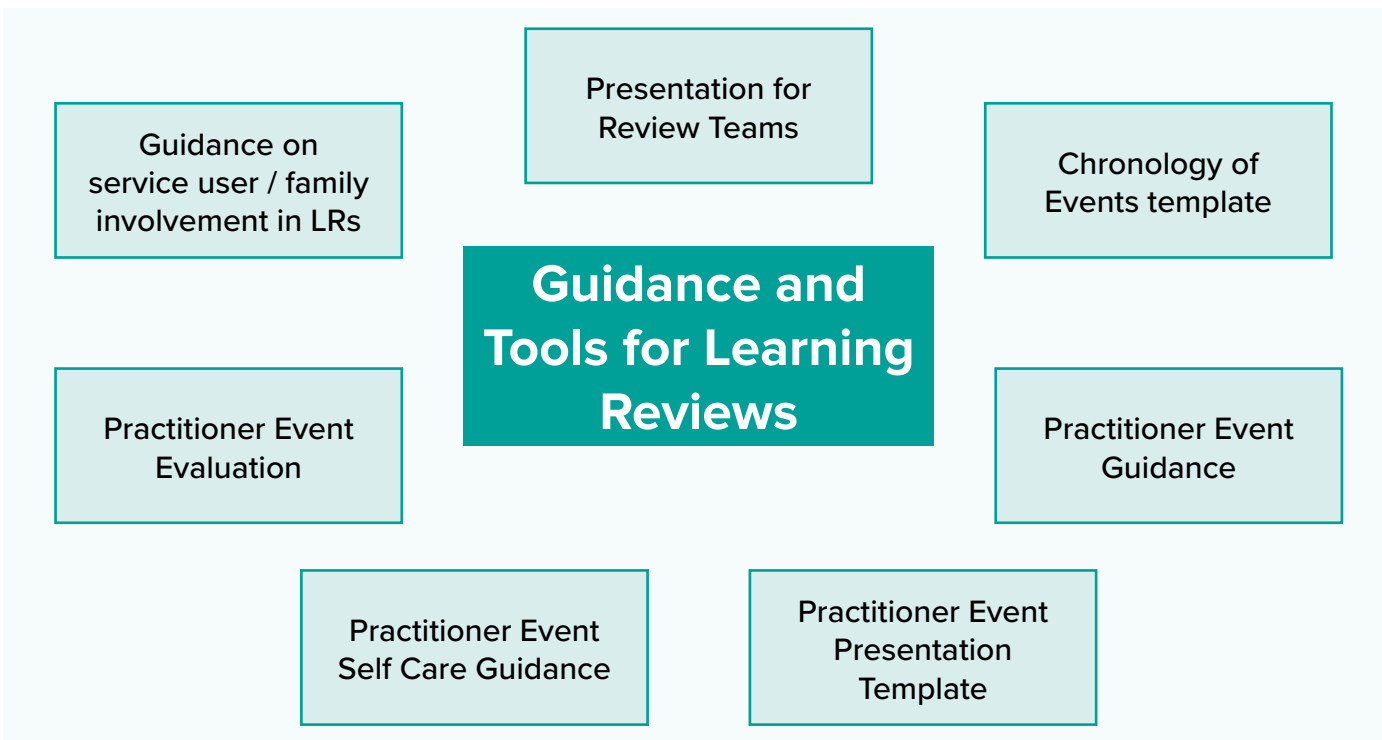 Presentation for
Review Teams
Guidance on
service user / family
involvement in LRs
Chronology of
Events template
Guidance and
Tools for Learning
Reviews
Practitioner Event
Evaluation
Practitioner Event
Guidance
Practitioner Event
Self Care Guidance
Practitioner Event
Presentation
Template